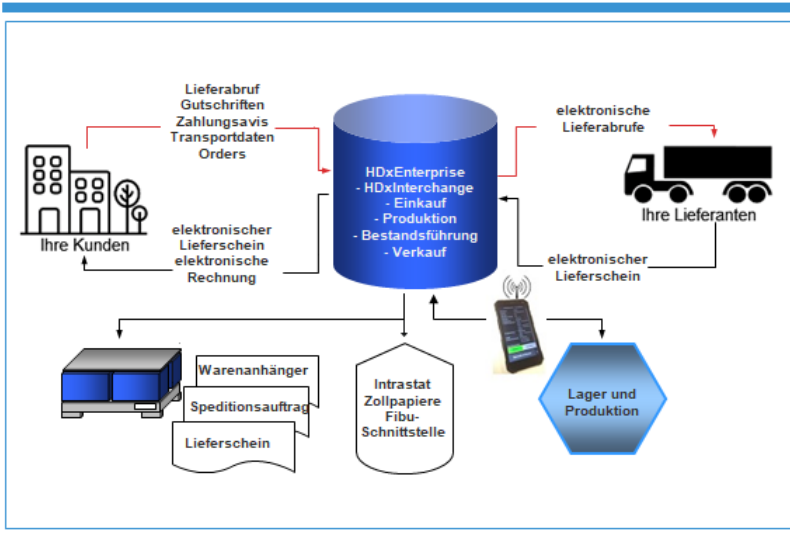 Lieferabruf
Gutschriften
Zahlungsavis
Transportdaten
Orders
elektronische
Lieferabrufe
HDxEnterprise
- HDxInterchange
- Einkauf
- Produktion
- Bestandsführung
- Verkauf
Ihre Kunden
Ihre Lieferanten
elektronischer
Lieferschein
elektronische
Rechnung
elektronischer
Lieferschein
Warenanhänger
Speditionsauftrag
Lieferschein
Intrastat
Zollpapiere
Fibu-
Schnittstelle
Lager und
Produktion